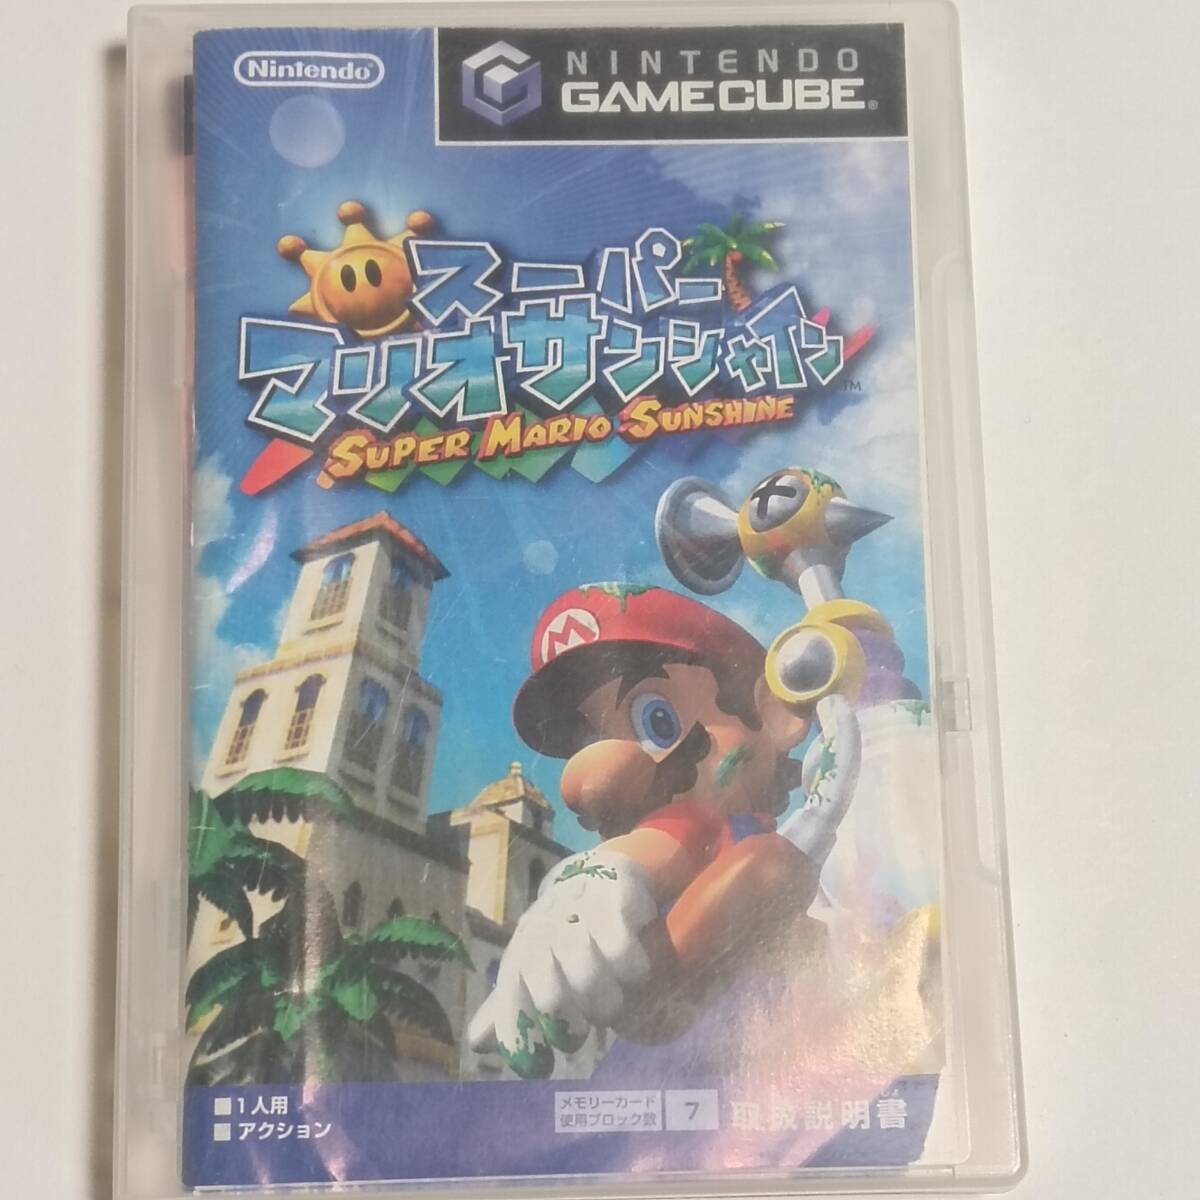 Nintendo
NINTENDO
GAMECUBE®
スーパー
マリオサンシャイン™
SUPER MARIO SUNSHINE
M
■1人用
■アクション
メモリーカード
使用ブロック数
7
取扱説明書